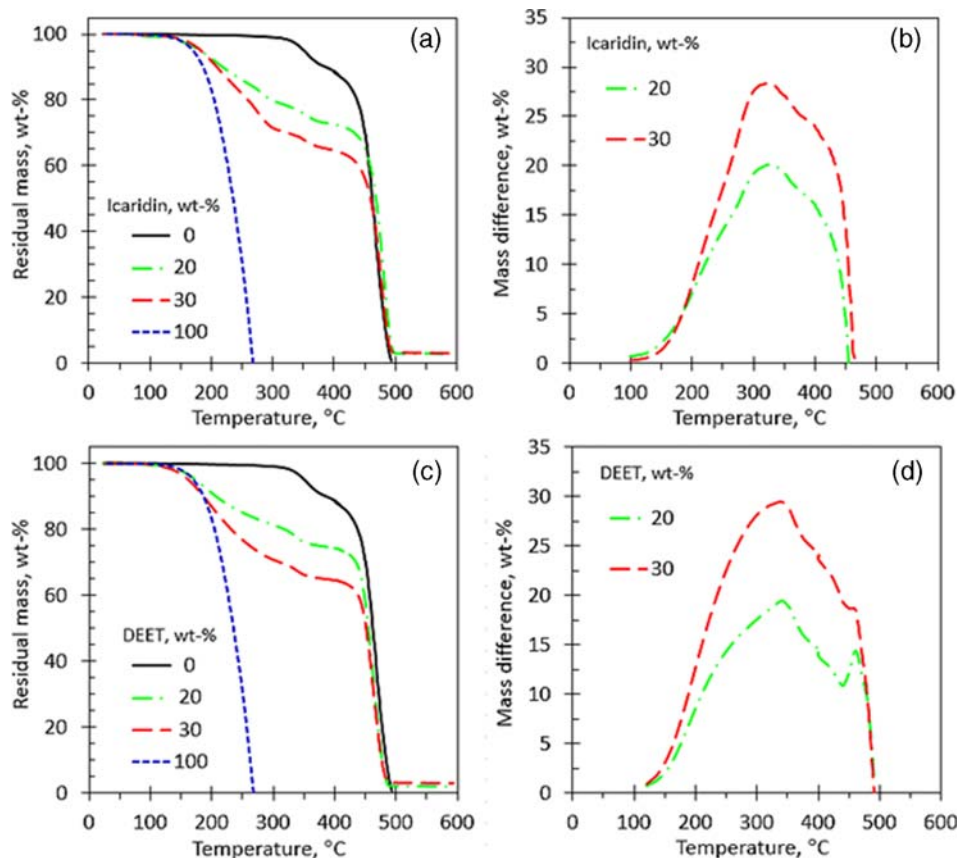 (a)
Residual mass, wt-%
100
80
60
40
20
0
Icaridin, wt-%
0
20
30
100
0 100 200 300 400 500 600
Temperature, °C
(b)
Mass difference, wt-%
35
30
25
20
15
10
5
0
Icaridin, wt-%
20
30
0 100 200 300 400 500 600
Temperature, °C
(c)
Residual mass, wt-%
100
80
60
40
20
0
DEET, wt-%
0
20
30
100
0 100 200 300 400 500 600
Temperature, °C
(d)
Mass difference, wt-%
35
30
25
20
15
10
5
0
DEET, wt-%
20
30
0 100 200 300 400 500 600
Temperature, °C